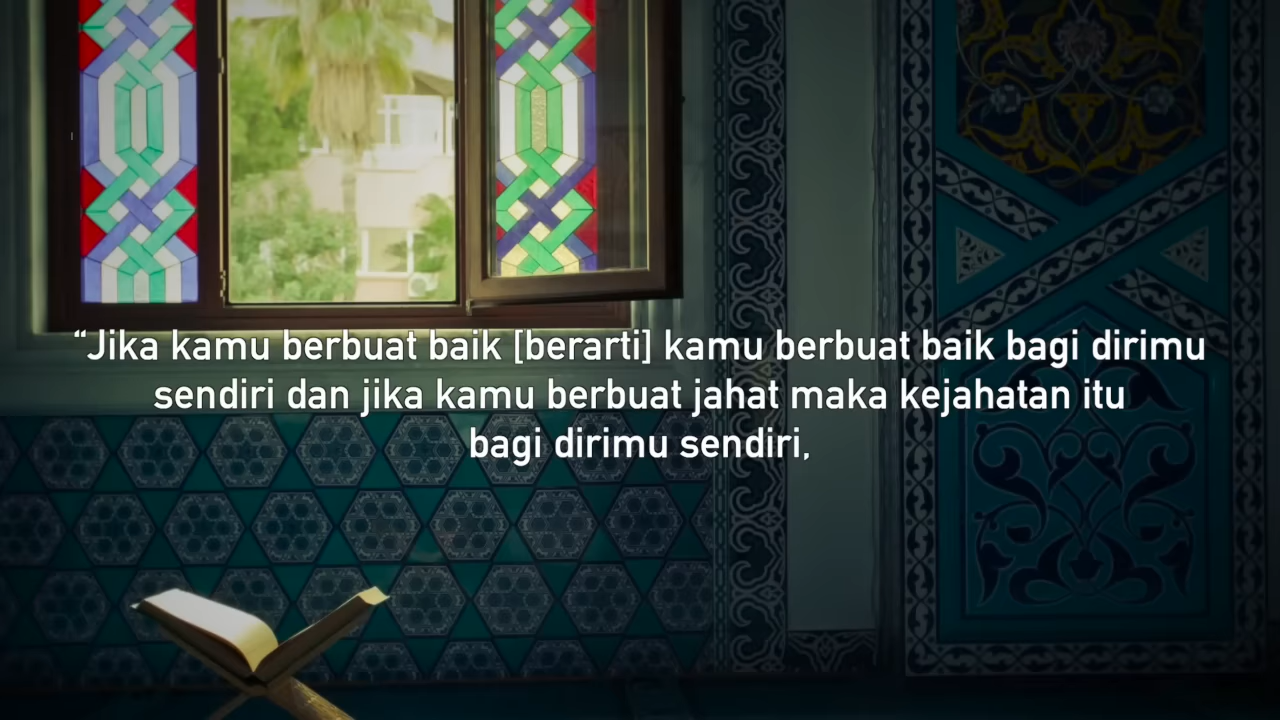 “Jika kamu berbuat baik [berarti] kamu berbuat baik bagi dirimu
sendiri dan jika kamu berbuat jahat maka kejahatan itu
bagi dirimu sendiri,